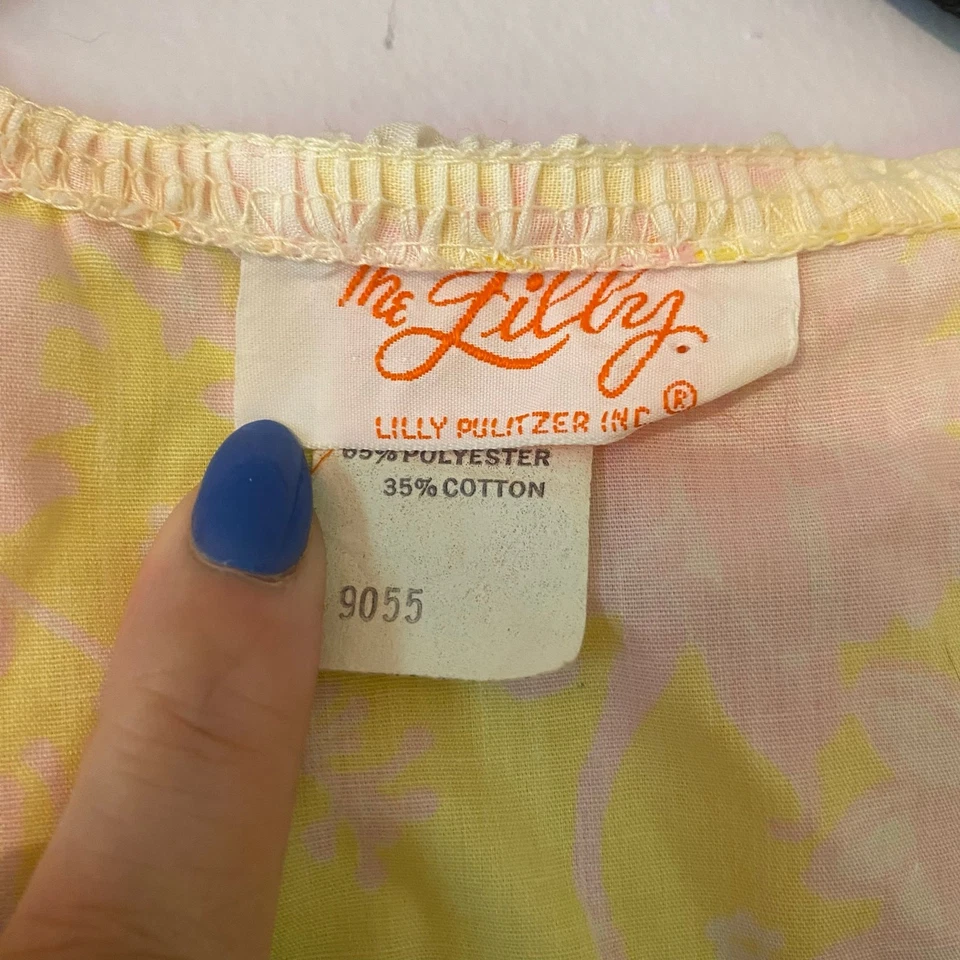 The Lilly.
LILLY PULITZER INC ®
65% POLYESTER
35% COTTON
9055